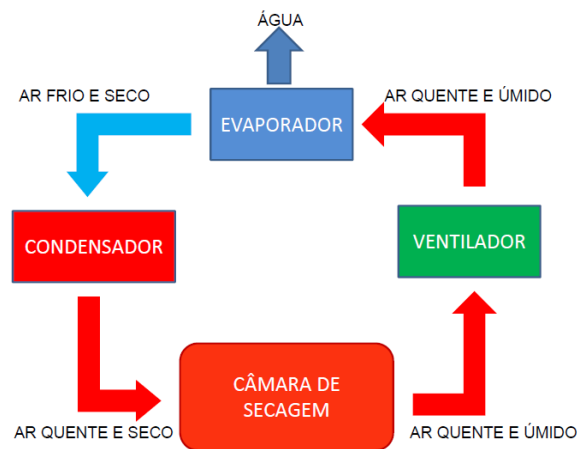 ÁGUA
AR FRIO E SECO
AR QUENTE E ÚMIDO
EVAPORADOR
CONDENSADOR
VENTILADOR
CÂMARA DE
SECAGEM
AR QUENTE E SECO
AR QUENTE E ÚMIDO